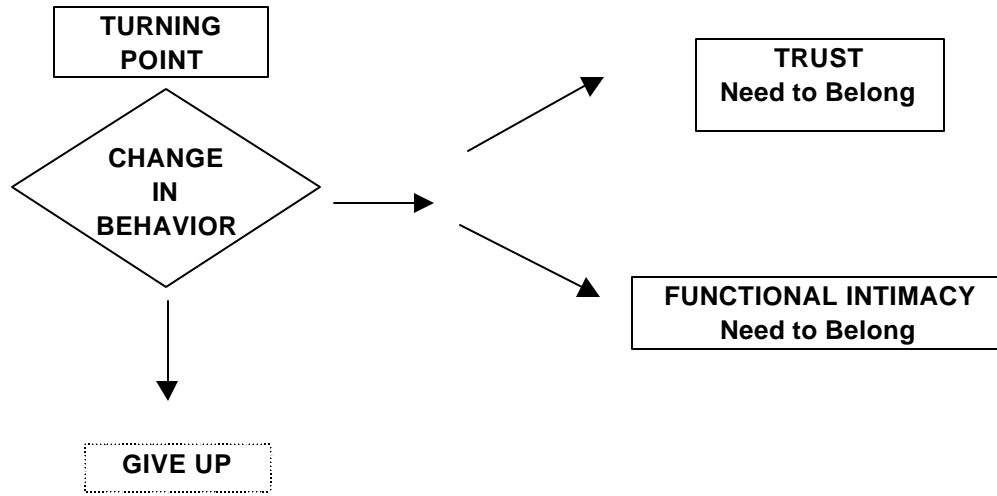 TURNING
POINT
CHANGE
IN
BEHAVIOR
TRUST
Need to Belong
FUNCTIONAL INTIMACY
Need to Belong
GIVE UP